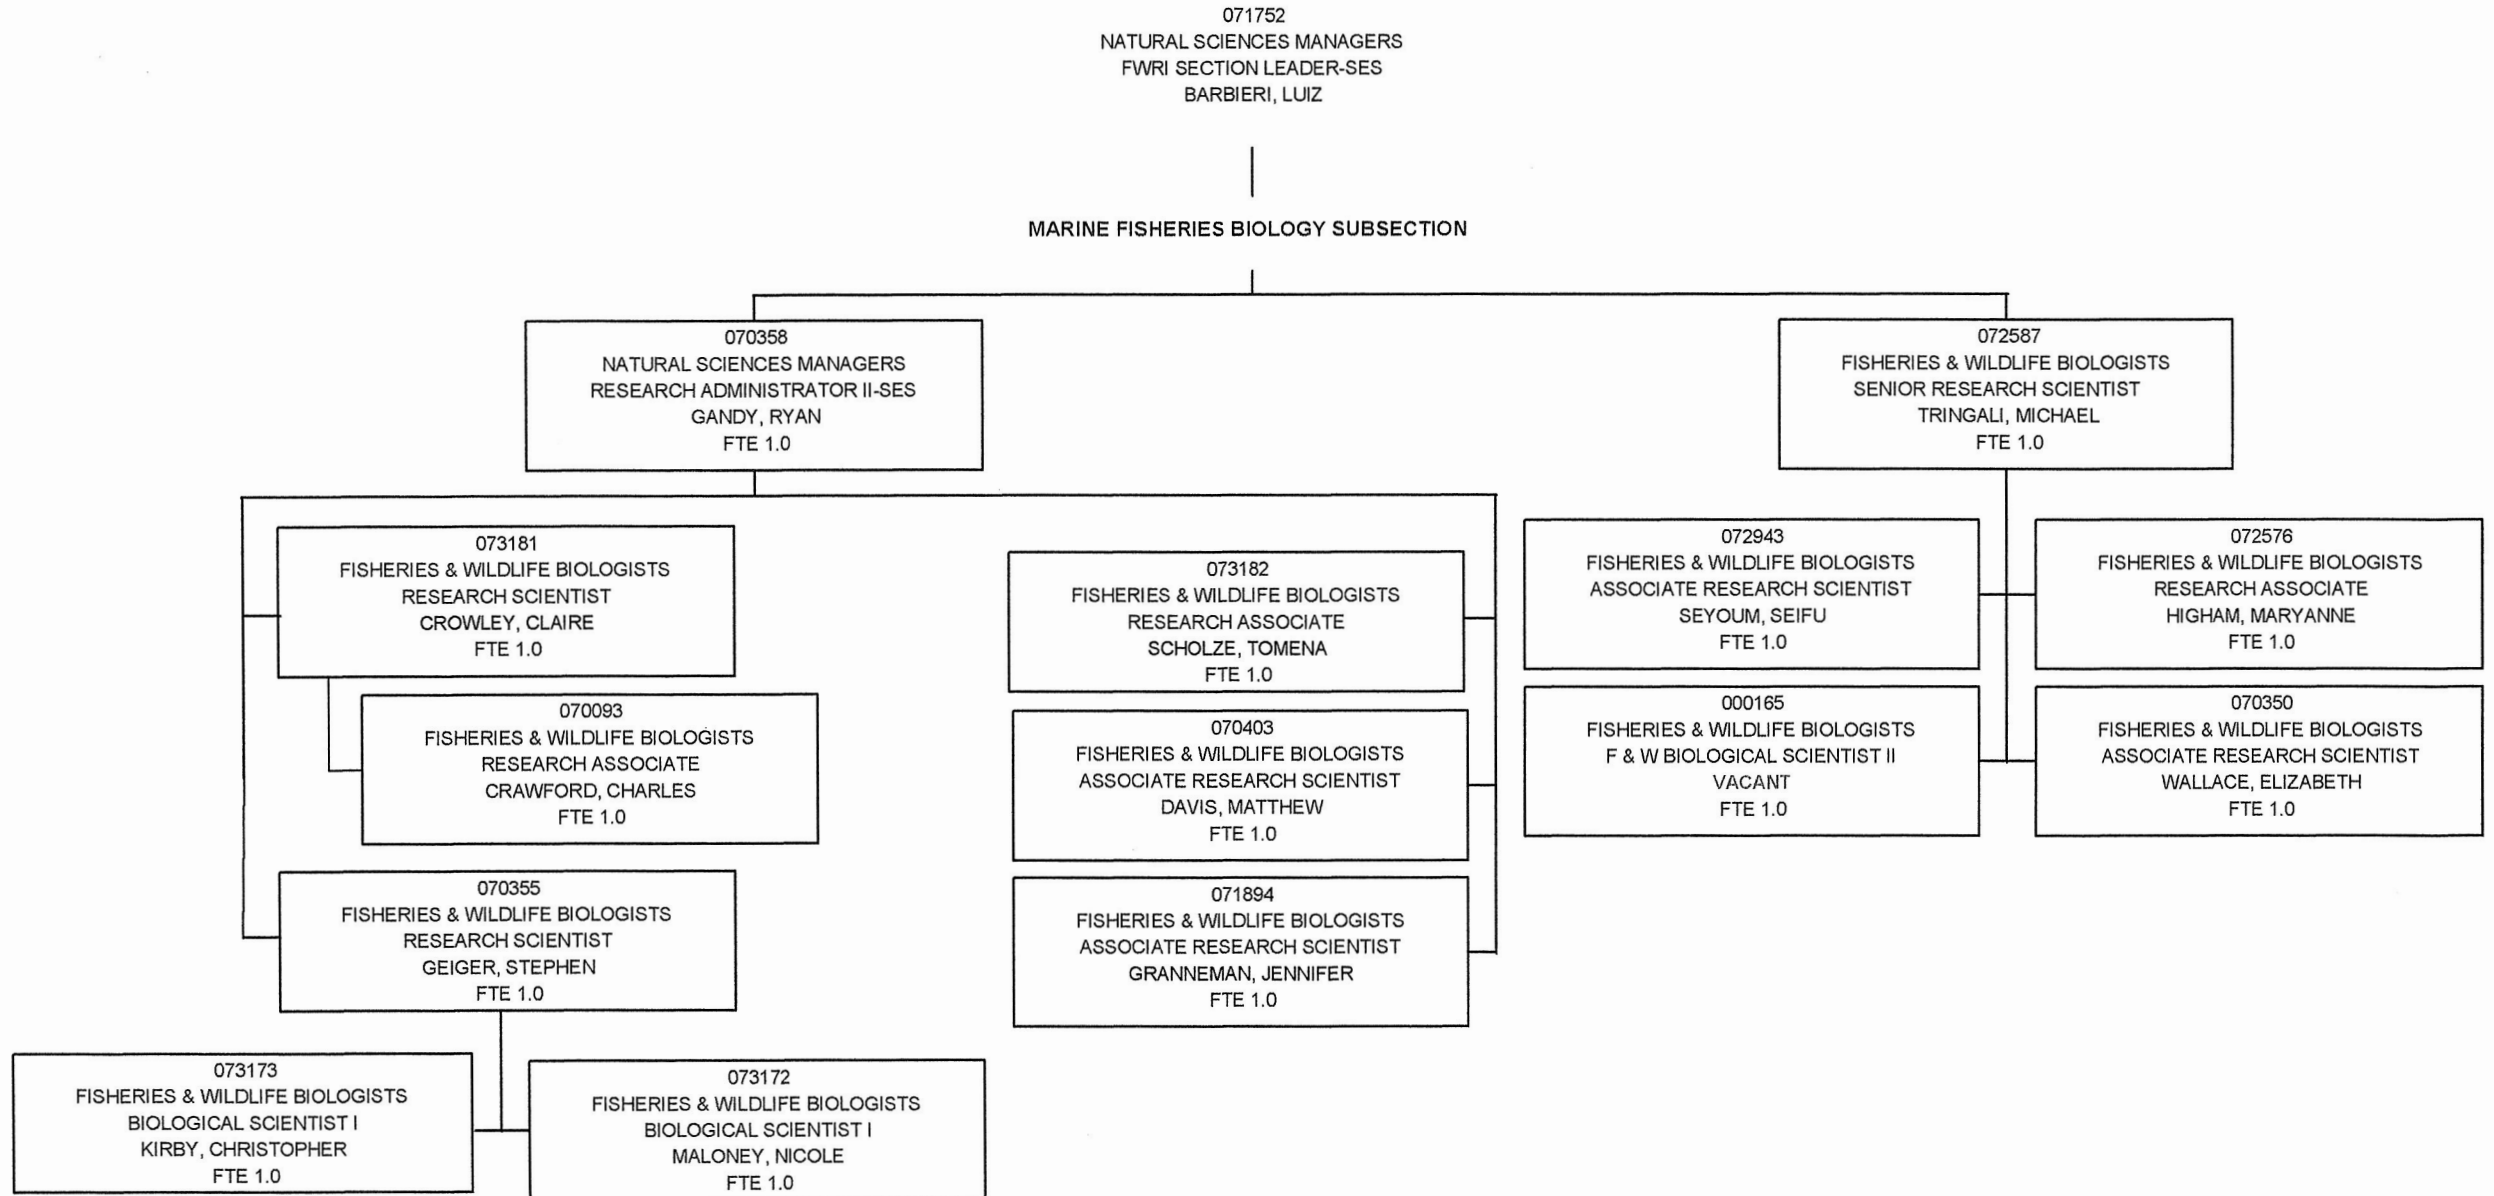 071752
NATURAL SCIENCES MANAGERS
FWRI SECTION LEADER-SES
BARBIERI, LUIZ
MARINE FISHERIES BIOLOGY SUBSECTION
070358
NATURAL SCIENCES MANAGERS
RESEARCH ADMINISTRATOR II-SES
GANDY, RYAN
FTE 1.0
072587
FISHERIES & WILDLIFE BIOLOGISTS
SENIOR RESEARCH SCIENTIST
TRINGALI, MICHAEL
FTE 1.0
073181
FISHERIES & WILDLIFE BIOLOGISTS
RESEARCH SCIENTIST
CROWLEY, CLAIRE
FTE 1.0
070093
FISHERIES & WILDLIFE BIOLOGISTS
RESEARCH ASSOCIATE
CRAWFORD, CHARLES
FTE 1.0
070355
FISHERIES & WILDLIFE BIOLOGISTS
RESEARCH SCIENTIST
GEIGER, STEPHEN
FTE 1.0
073173
FISHERIES & WILDLIFE BIOLOGISTS
BIOLOGICAL SCIENTIST I
KIRBY, CHRISTOPHER
FTE 1.0
073172
FISHERIES & WILDLIFE BIOLOGISTS
BIOLOGICAL SCIENTIST I
MALONEY, NICOLE
FTE 1.0
073182
FISHERIES & WILDLIFE BIOLOGISTS
RESEARCH ASSOCIATE
SCHOLZE, TOMENA
FTE 1.0
070403
FISHERIES & WILDLIFE BIOLOGISTS
ASSOCIATE RESEARCH SCIENTIST
DAVIS, MATTHEW
FTE 1.0
071894
FISHERIES & WILDLIFE BIOLOGISTS
ASSOCIATE RESEARCH SCIENTIST
GRANNEMAN, JENNIFER
FTE 1.0
072943
FISHERIES & WILDLIFE BIOLOGISTS
ASSOCIATE RESEARCH SCIENTIST
SEYOUM, SEIFU
FTE 1.0
072576
FISHERIES & WILDLIFE BIOLOGISTS
RESEARCH ASSOCIATE
HIGHAM, MARYANNE
FTE 1.0
000165
FISHERIES & WILDLIFE BIOLOGISTS
F & W BIOLOGICAL SCIENTIST II
VACANT
FTE 1.0
070350
FISHERIES & WILDLIFE BIOLOGISTS
ASSOCIATE RESEARCH SCIENTIST
WALLACE, ELIZABETH
FTE 1.0